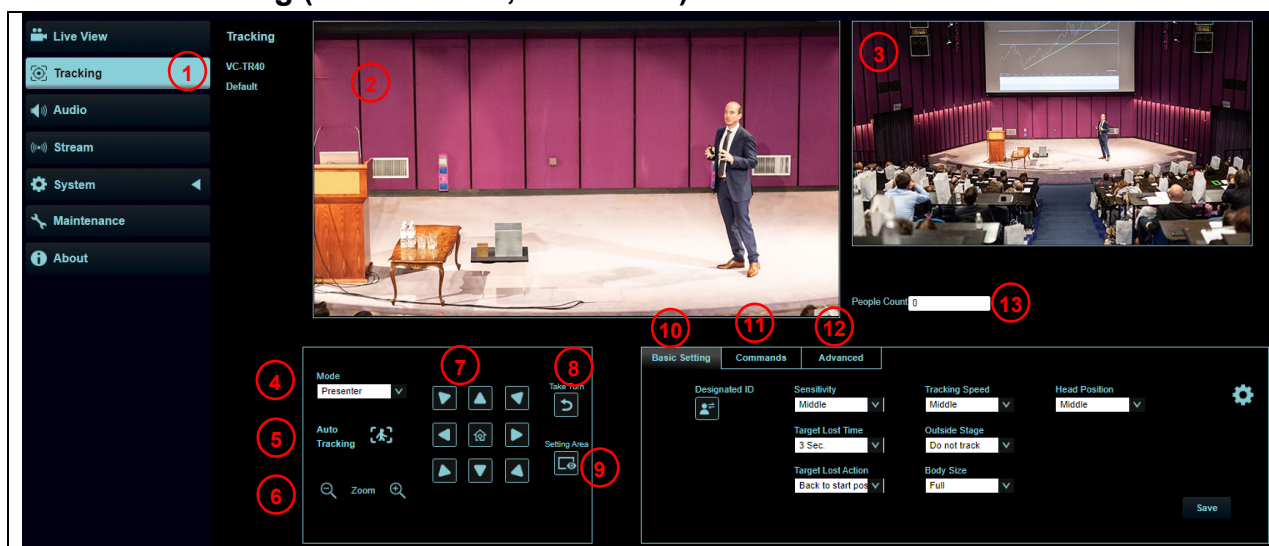 Live View
Tracking
1
Audio
Stream
System
Maintenance
About
Tracking
VC-TR40
Default
2
3
People Count 0
13
4
Mode
Presenter
5
Auto
Tracking
6
Zoom
7
8
Take Turn
Setting Area
9
10
11
12
Basic Setting Commands Advanced
Designated ID
Sensitivity
Middle
Tracking Speed
Middle
Head Position
Middle
Target Lost Time
3 Sec.
Outside Stage
Do not track
Target Lost Action
Back to start pos
Body Size
Full
Save